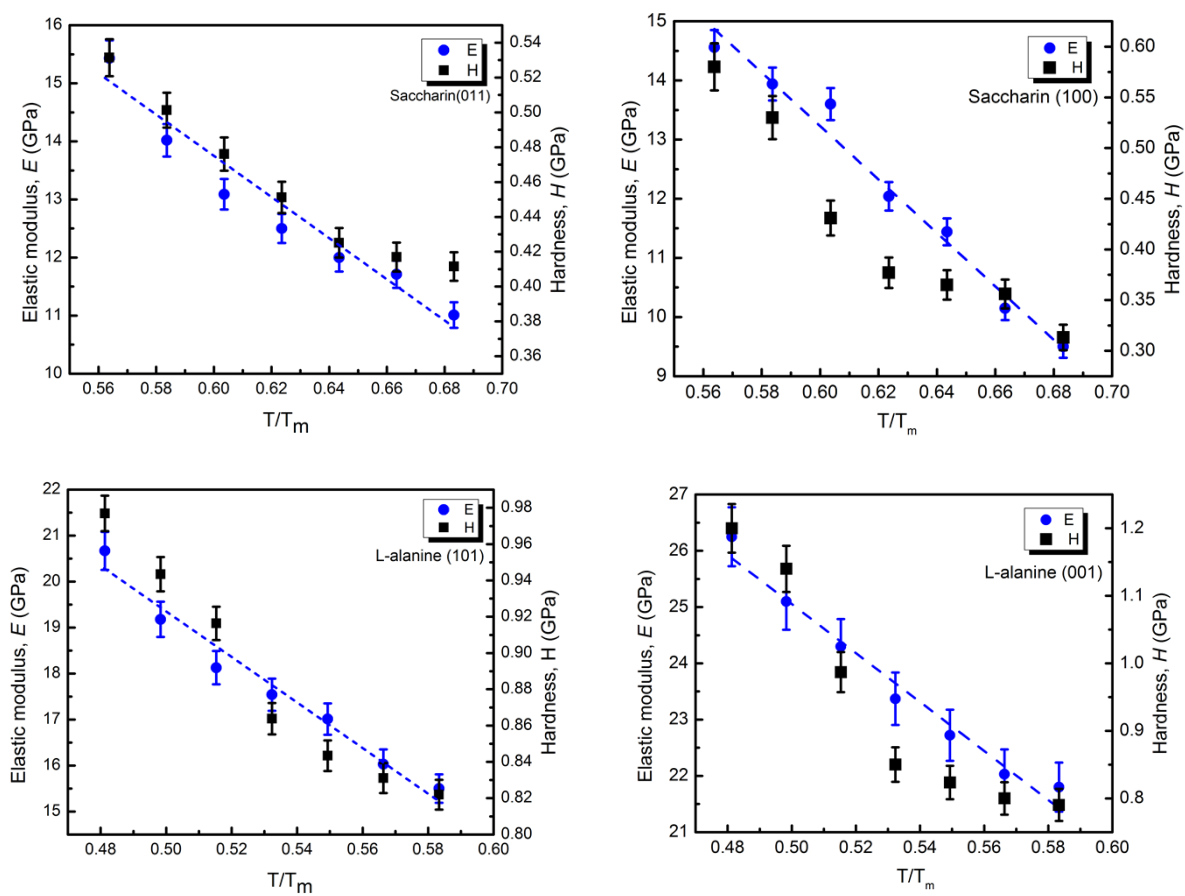 16
15
14
13
12
11
10
Elastic modulus, E (GPa)
0.56 0.58 0.60 0.62 0.64 0.66 0.68 0.70
T/Tm
0.54
0.52
0.50
0.48
0.46
0.44
0.42
0.40
0.38
0.36
Hardness, H (GPa)
E
H
Saccharin(011)
15
14
13
12
11
10
9
Elastic modulus, E (GPa)
0.56 0.58 0.60 0.62 0.64 0.66 0.68 0.70
T/Tm
0.60
0.55
0.50
0.45
0.40
0.35
0.30
Hardness, H (GPa)
E
H
Saccharin (100)
22
21
20
19
18
17
16
15
Elastic modulus, E (GPa)
0.48 0.50 0.52 0.54 0.56 0.58 0.60
T/Tm
0.98
0.96
0.94
0.92
0.90
0.88
0.86
0.84
0.82
0.80
Hardness, H (GPa)
E
H
L-alanine (101)
27
26
25
24
23
22
21
Elastic modulus, E (GPa)
0.48 0.50 0.52 0.54 0.56 0.58 0.60
T/Tm
1.2
1.1
1.0
0.9
0.8
Hardness, H (GPa)
E
H
L-alanine (001)